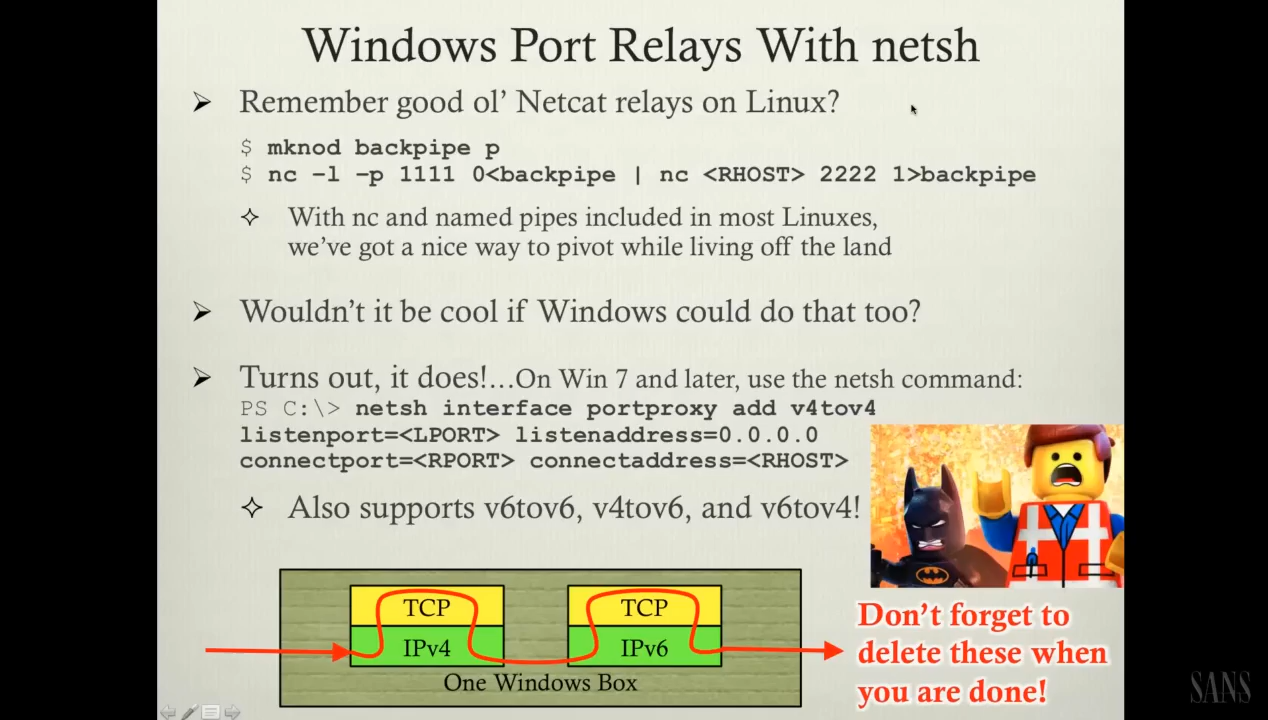 Windows Port Relays With netsh
Remember good ol’ Netcat relays on Linux?
$ mknod backpipe p
$ nc –l –p 1111 0<backpipe | nc <RHOST> 2222 1>backpipe
With nc and named pipes included in most Linuxes,
we’ve got a nice way to pivot while living off the land
Wouldn’t it be cool if Windows could do that too?
Turns out, it does!…On Win 7 and later, use the netsh command:
PS C:\> netsh interface portproxy add v4tov4
listenport=<LPORT> listenaddress=0.0.0.0
connectport=<RPORT> connectaddress=<RHOST>
Also supports v6tov6, v4tov6, and v6tov4!
TCP
IPv4
TCP
IPv6
One Windows Box
Don’t forget to
delete these when
you are done!
SANS